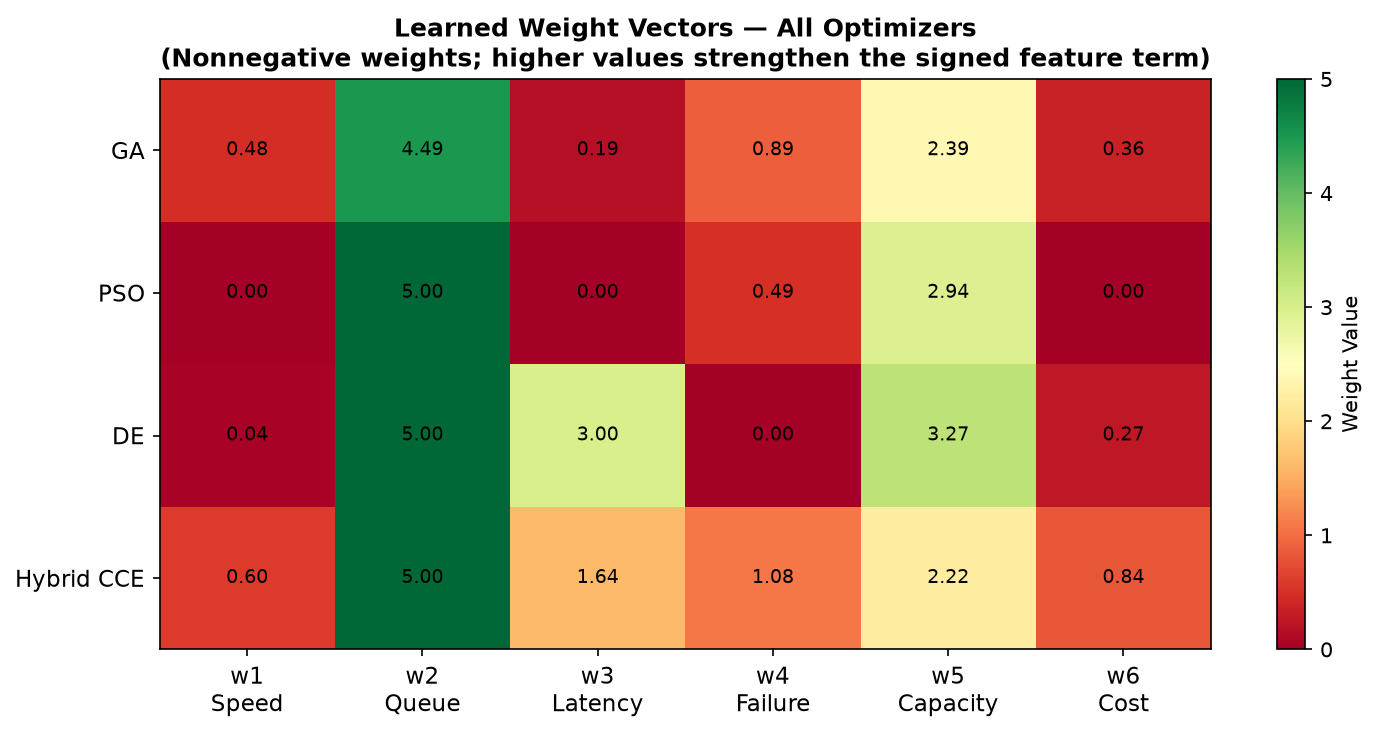 Learned Weight Vectors — All Optimizers
(Nonnegative weights; higher values strengthen the signed feature term)
GA 0.48 4.49 0.19 0.89 2.39 0.36
PSO 0.00 5.00 0.00 0.49 2.94 0.00
DE 0.04 5.00 3.00 0.00 3.27 0.27
Hybrid CCE 0.60 5.00 1.64 1.08 2.22 0.84
w1 w2 w3 w4 w5 w6
Speed Queue Latency Failure Capacity Cost
5
4
3
2
1
0
Weight Value